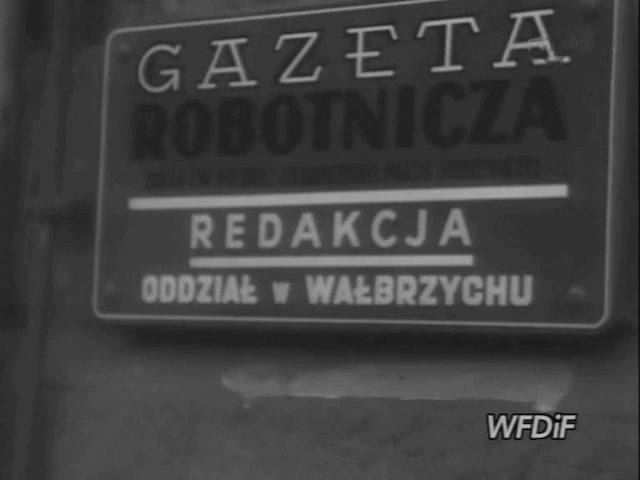 GAZETA
ROBOTNICZA
REDAKCJA
ODDZIAŁ w WAŁBRZYCHU
WFDiF